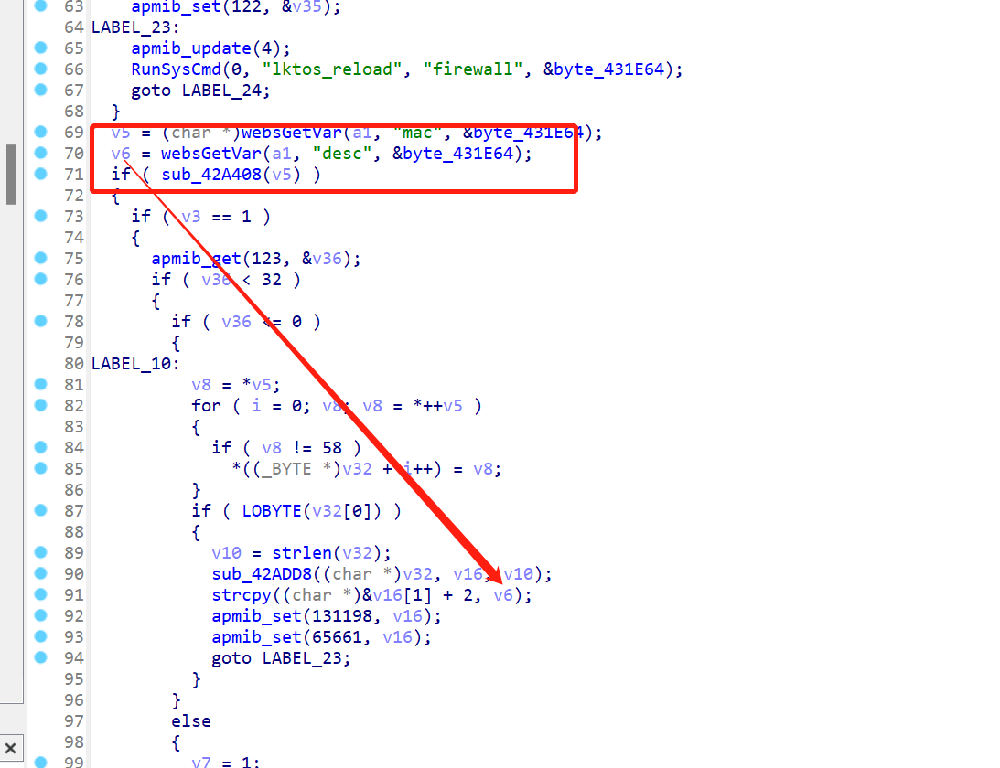 63 apmib_set(122, &v35);
64 LABEL_23:
65 apmib_update(4);
66 RunSysCmd(0, "lktos_reload", "firewall", &byte_431E64);
67 goto LABEL_24;
68 }
69 v5 = (char *)websGetVar(a1, "mac", &byte_431E64);
70 v6 = websGetVar(a1, "desc", &byte_431E64);
71 if ( sub_42A408(v5) )
72 {
73 if ( v3 == 1 )
74 {
75 apmib_get(123, &v36);
76 if ( v36 < 32 )
77 {
78 if ( v36 <= 0 )
79 {
80 LABEL_10:
81 v8 = *v5;
82 for ( i = 0; v8; v8 = *++v5 )
83 {
84 if ( v8 != 58 )
85 *((_BYTE *)v32 + i++) = v8;
86 }
87 if ( LOBYTE(v32[0]) )
88 {
89 v10 = strlen(v32);
90 sub_42ADD8((char *)v32, v16, v10);
91 strcpy((char *)&v16[1] + 2, v6);
92 apmib_set(131198, v16);
93 apmib_set(65661, v16);
94 goto LABEL_23;
95 }
96 }
97 else
98 {
99 v7 = 1;